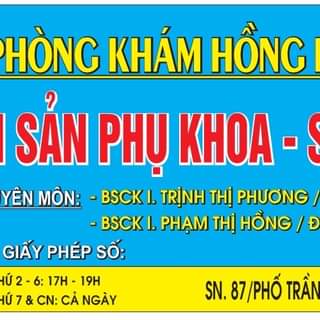 PHÒNG KHÁM HỒNG
SẢN PHỤ KHOA - S
YÊN MÔN: - BSCK I. TRỊNH THỊ PHƯƠNG /
- BSCK I. PHẠM THỊ HỒNG / Đ
GIẤY PHÉP SỐ:
HỨ 2 - 6: 17H - 19H
HỨ 7 & CN: CẢ NGÀY
SN. 87/PHỐ TRẦN